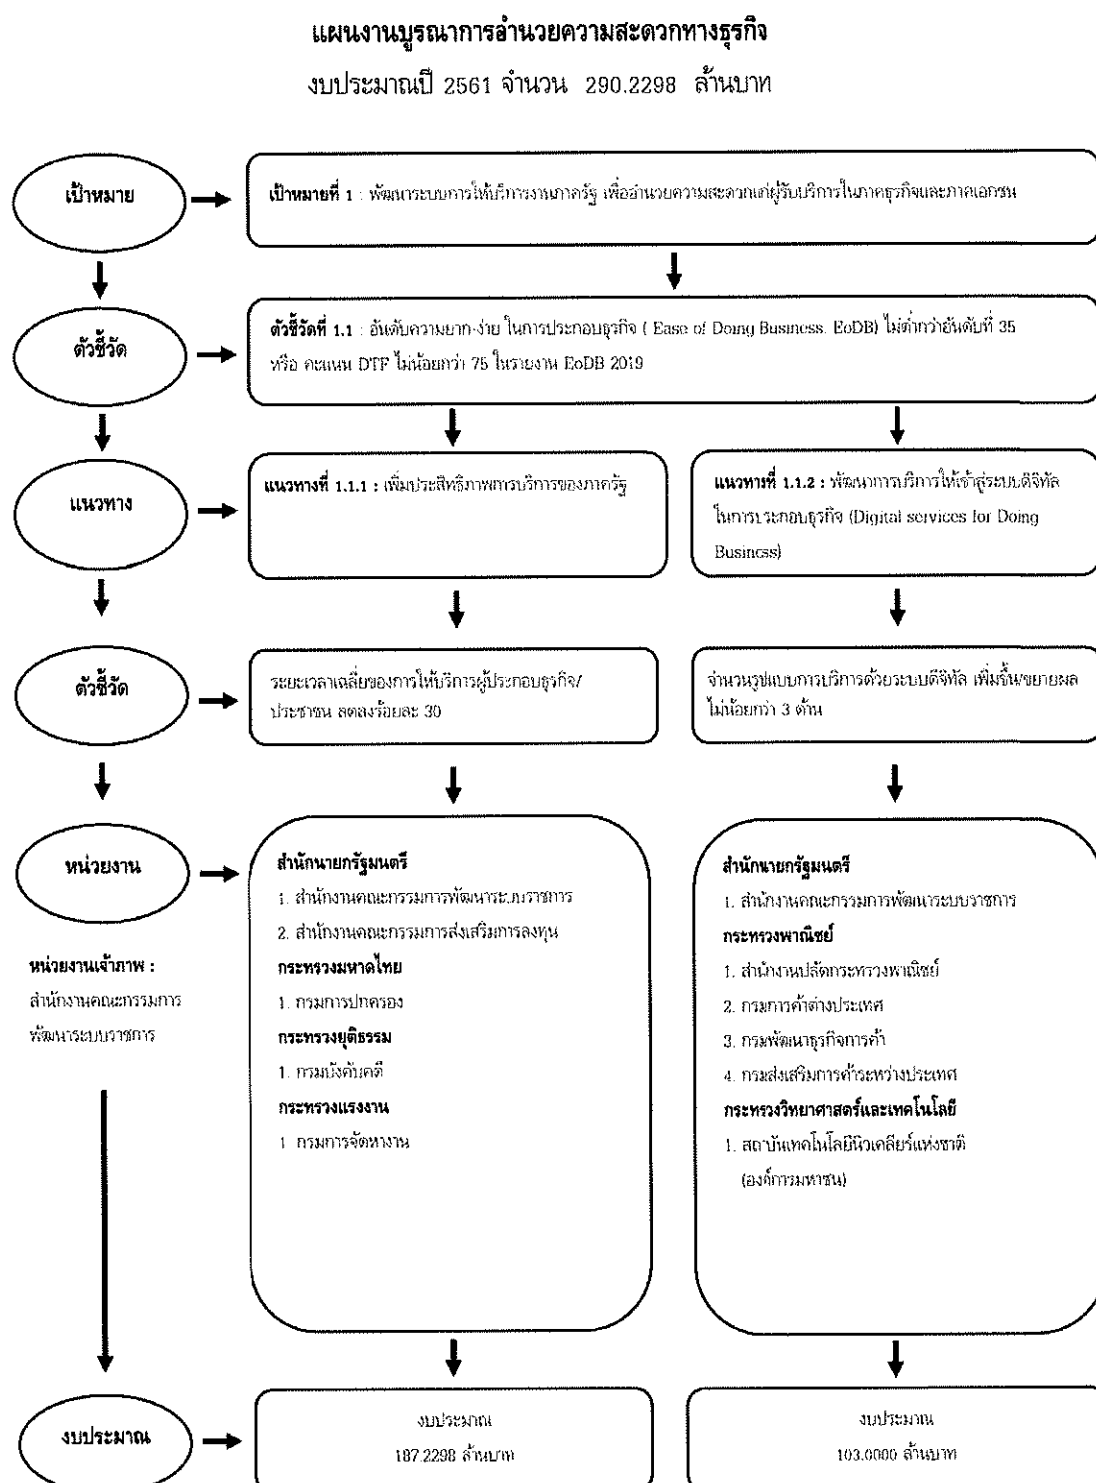 แผนงานบูรณาการอำนวยความสะดวกทางธุรกิจ
งบประมาณปี 2561 จำนวน 290.2298 ล้านบาท
เป้าหมาย
เป้าหมายที่ 1 : พัฒนาระบบการให้บริการงานภาครัฐ เพื่ออำนวยความสะดวกแก่ผู้รับบริการในภาคธุรกิจและภาคเอกชน
ตัวชี้วัด
ตัวชี้วัดที่ 1.1 : อันดับความยาก-ง่าย ในการประกอบธุรกิจ ( Ease of Doing Business. EoDB) ไม่ต่ำกว่าอันดับที่ 35
หรือ คะแนน DTF ไม่น้อยกว่า 75 ในรายงาน EoDB 2019
แนวทาง
แนวทางที่ 1.1.1 : เพิ่มประสิทธิภาพการบริการของภาครัฐ
แนวทางที่ 1.1.2 : พัฒนาการบริการให้เข้าสู่ระบบดิจิทัล
ในการประกอบธุรกิจ (Digital services for Doing
Business)
ตัวชี้วัด
ระยะเวลาเฉลี่ยของการให้บริการผู้ประกอบธุรกิจ/
ประชาชน ลดลงร้อยละ 30
จำนวนรูปแบบการบริการด้วยระบบดิจิทัล เพิ่มขึ้น/ขยายผล
ไม่น้อยกว่า 3 ด้าน
หน่วยงาน
หน่วยงานเจ้าภาพ :
สำนักงานคณะกรรมการ
พัฒนาระบบราชการ
สำนักนายกรัฐมนตรี
1. สำนักงานคณะกรรมการพัฒนาระบบราชการ
2. สำนักงานคณะกรรมการส่งเสริมการลงทุน
กระทรวงมหาดไทย
1. กรมการปกครอง
กระทรวงยุติธรรม
1. กรมบังคับคดี
กระทรวงแรงงาน
1 กรมการจัดหางาน
สำนักนายกรัฐมนตรี
1. สำนักงานคณะกรรมการพัฒนาระบบราชการ
กระทรวงพาณิชย์
1. สำนักงานปลัดกระทรวงพาณิชย์
2. กรมการค้าต่างประเทศ
3. กรมพัฒนาธุรกิจการค้า
4. กรมส่งเสริมการค้าระหว่างประเทศ
กระทรวงวิทยาศาสตร์และเทคโนโลยี
1. สถาบันเทคโนโลยีนิวเคลียร์แห่งชาติ
(องค์การมหาชน)
งบประมาณ
งบประมาณ
187.2298 ล้านบาท
งบประมาณ
103.0000 ล้านบาท